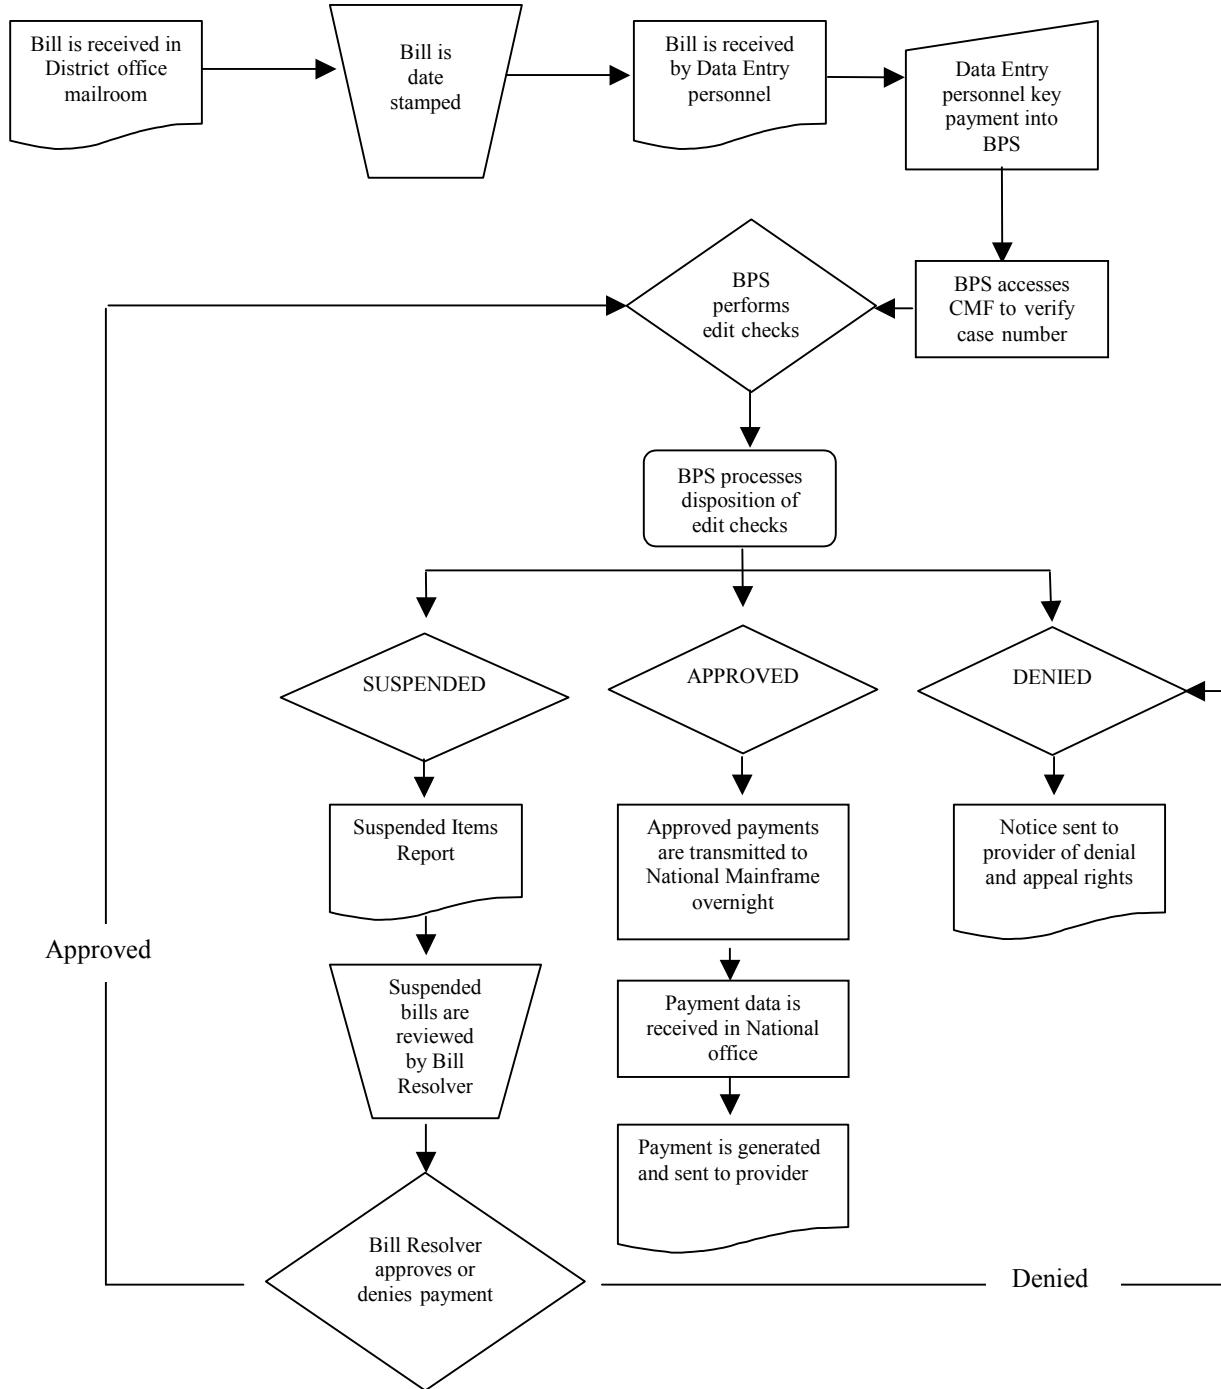 Bill is received in
District office
mailroom
Bill is
date
stamped
Bill is received
by Data Entry
personnel
Data Entry
personnel key
payment into
BPS
BPS
performs
edit checks
BPS accesses
CMF to verify
case number
BPS processes
disposition of
edit checks
SUSPENDED
APPROVED
DENIED
Suspended Items
Report
Approved payments
are transmitted to
National Mainframe
overnight
Notice sent to
provider of denial
and appeal rights
Approved
Suspended
bills are
reviewed
by Bill
Resolver
Payment data is
received in National
office
Payment is generated
and sent to provider
Bill Resolver
approves or
denies payment
Denied